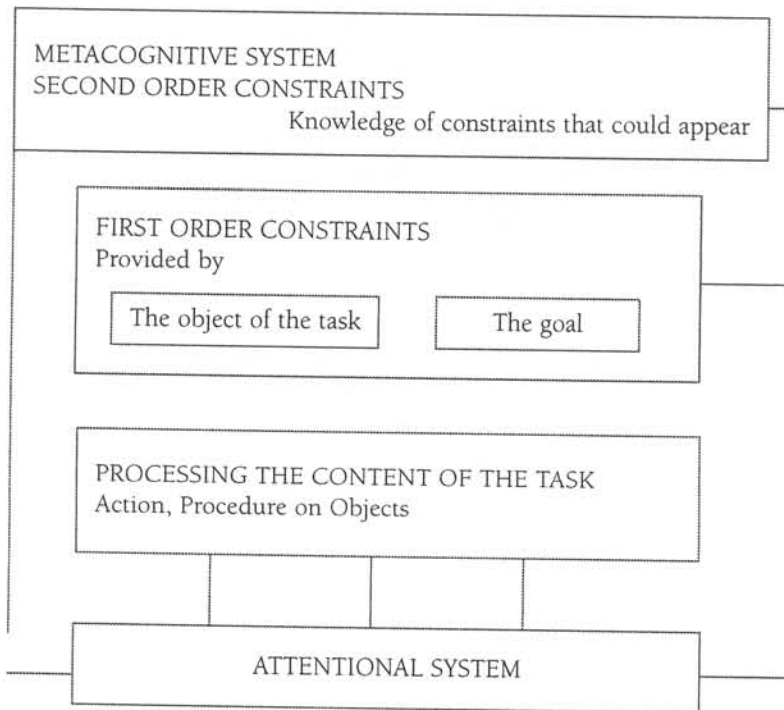 METACOGNITIVE SYSTEM
SECOND ORDER CONSTRAINTS
Knowledge of constraints that could appear
FIRST ORDER CONSTRAINTS
Provided by
The object of the task
The goal
PROCESSING THE CONTENT OF THE TASK
Action, Procedure on Objects
ATTENTIONAL SYSTEM